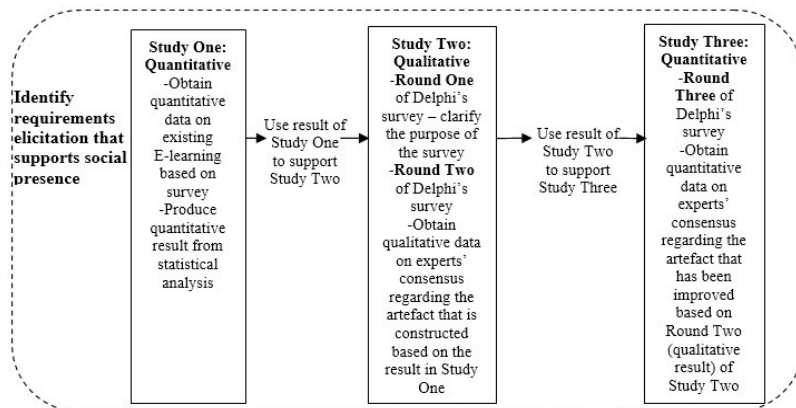 Identify
requirements
elicitation that
supports social
presence
Study One:
Quantitative
-Obtain
quantitative
data on
existing
E-learning
based on
survey
-Produce
quantitative
result from
statistical
analysis
Use result of
Study One
to support
Study Two
Study Two:
Qualitative
-Round One
of Delphi’s
survey – clarify
the purpose of
the survey
-Round Two
of Delphi’s
survey
-Obtain
qualitative data
on experts’
consensus
regarding the
artefact that is
constructed
based on the
result in Study
One
Use result of
Study Two
to support
Study Three
Study Three:
Quantitative
-Round
Three of
Delphi’s
survey
-Obtain
quantitative
data on
experts’
consensus
regarding the
artefact that
has been
improved
based on
Round Two
(qualitative
result) of
Study Two